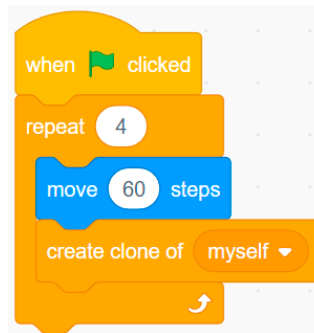 when clicked
repeat 4
move 60 steps
create clone of myself